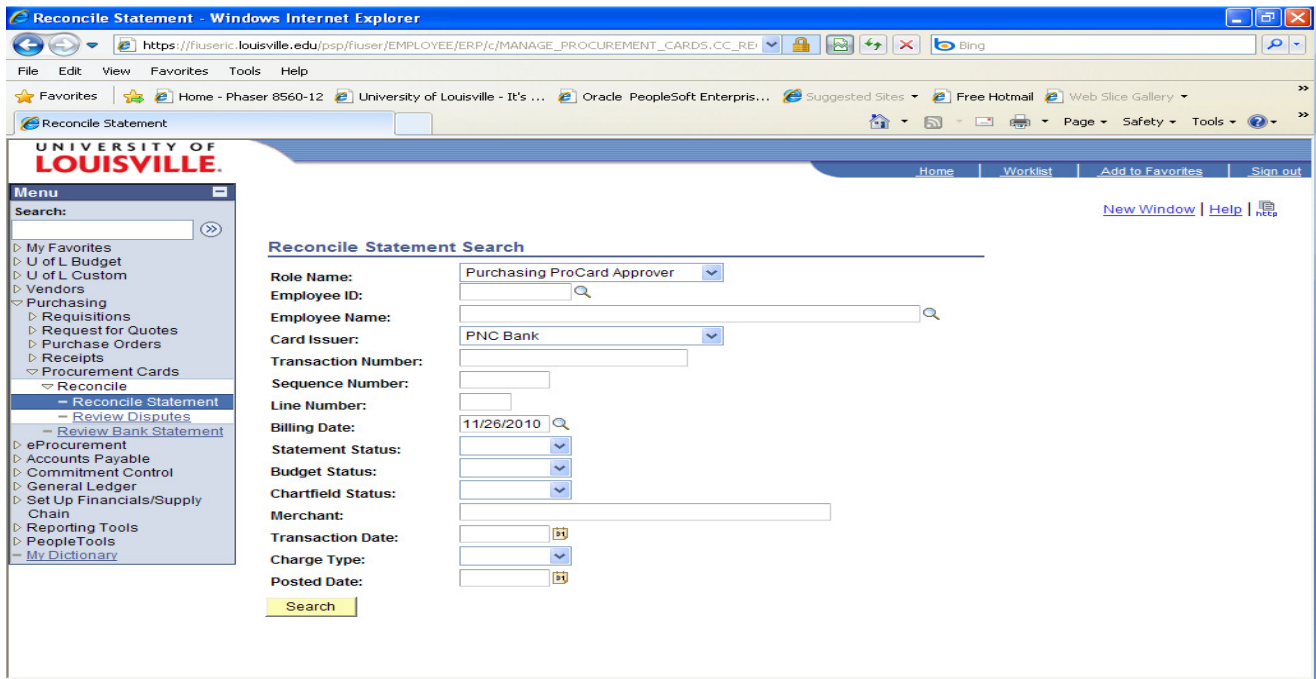 Reconcile Statement - Windows Internet Explorer
https://fiuseric.louisville.edu/psp/fiuser/EMPLOYEE/ERP/c/MANAGE_PROCUREMENT_CARDS.CC_RE
Bing
File Edit View Favorites Tools Help
Favorites Home - Phaser 8560-12 University of Louisville - It's ... Oracle PeopleSoft Enterpris... Suggested Sites Free Hotmail Web Slice Gallery
Reconcile Statement Page Safety Tools
UNIVERSITY OF
LOUISVILLE.
Home Worklist Add to Favorites Sign out
New Window | Help | http
Menu
Search:
My Favorites
U of L Budget
U of L Custom
Vendors
Purchasing
Requisitions
Request for Quotes
Purchase Orders
Receipts
Procurement Cards
Reconcile
Reconcile Statement
Review Disputes
Review Bank Statement
eProcurement
Accounts Payable
Commitment Control
General Ledger
Set Up Financials/Supply
Chain
Reporting Tools
PeopleTools
My Dictionary
Reconcile Statement Search
Role Name: Purchasing ProCard Approver
Employee ID:
Employee Name:
Card Issuer: PNC Bank
Transaction Number:
Sequence Number:
Line Number:
Billing Date: 11/26/2010
Statement Status:
Budget Status:
Chartfield Status:
Merchant:
Transaction Date:
Charge Type:
Posted Date:
Search